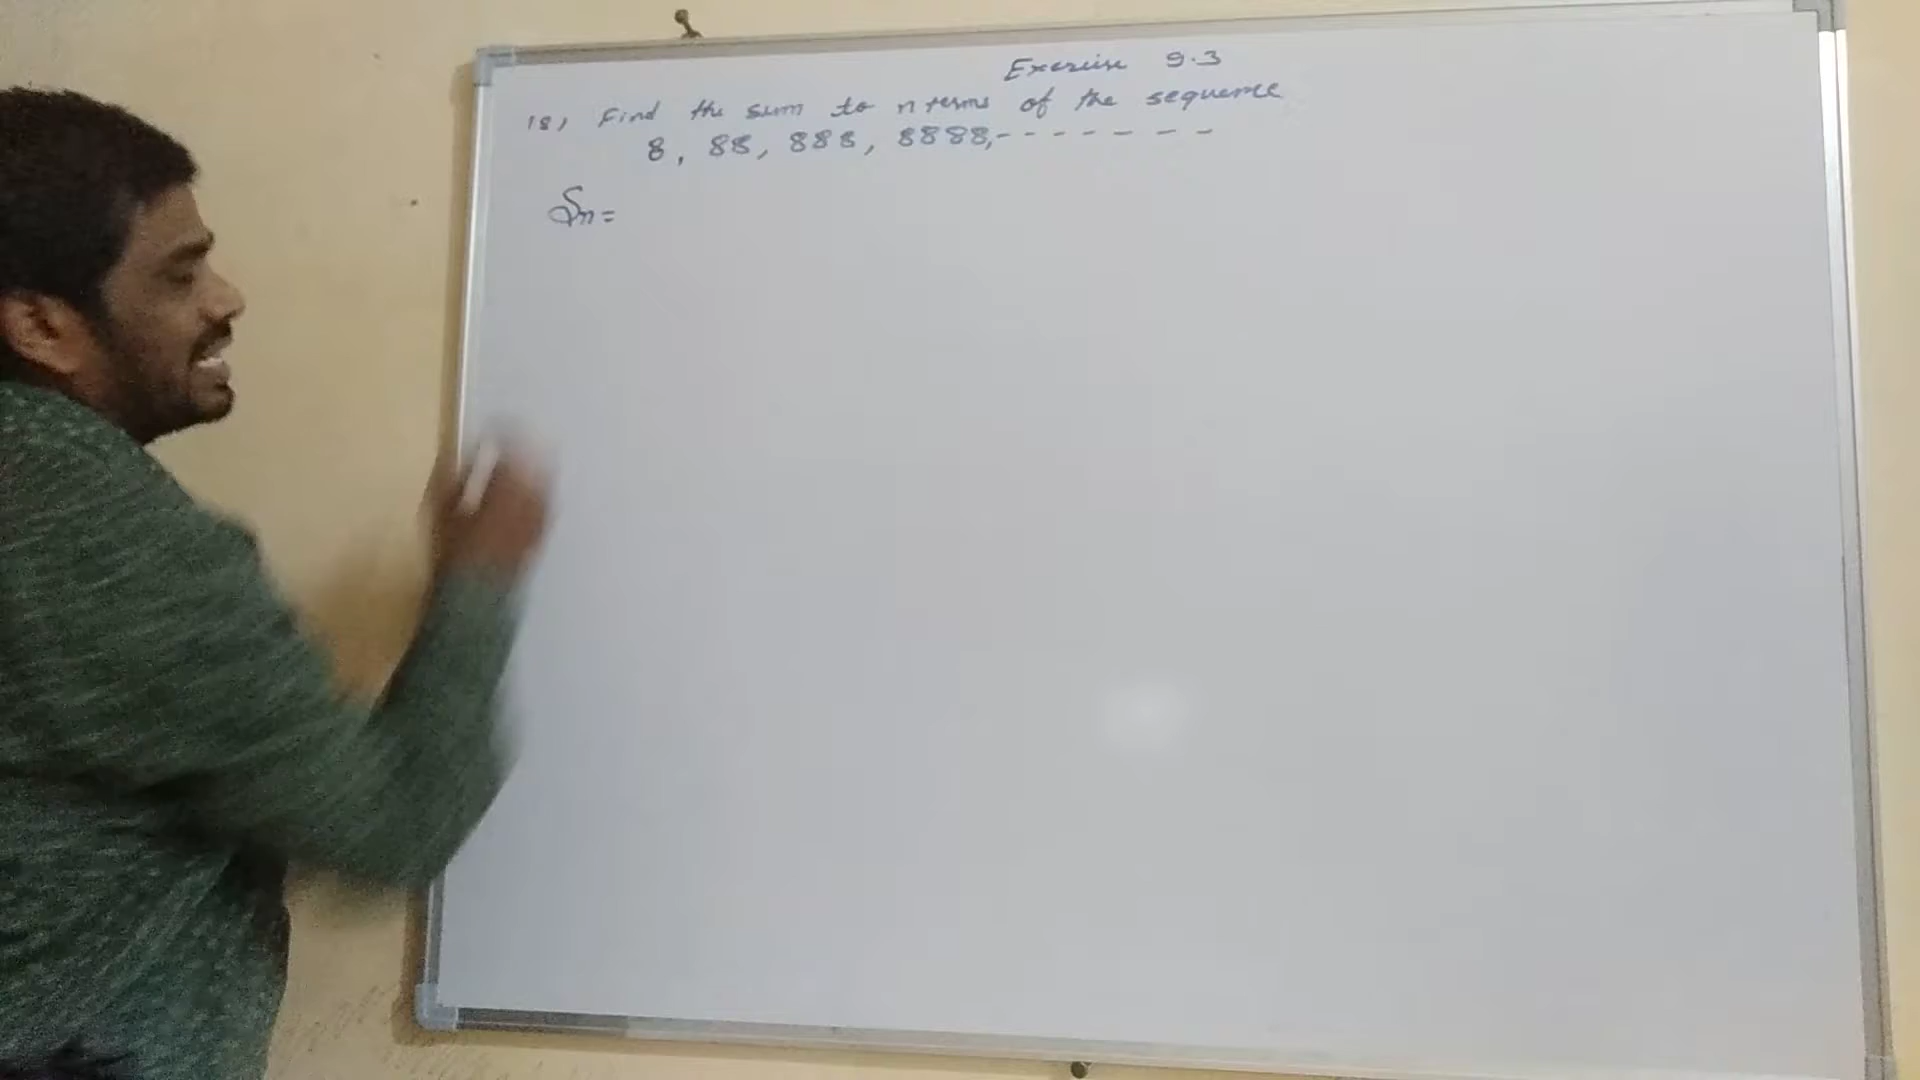 Exercise 9.3
18) Find the sum to n terms of the sequence
8, 88, 888, 8888,- - - - - - - -
Sn =